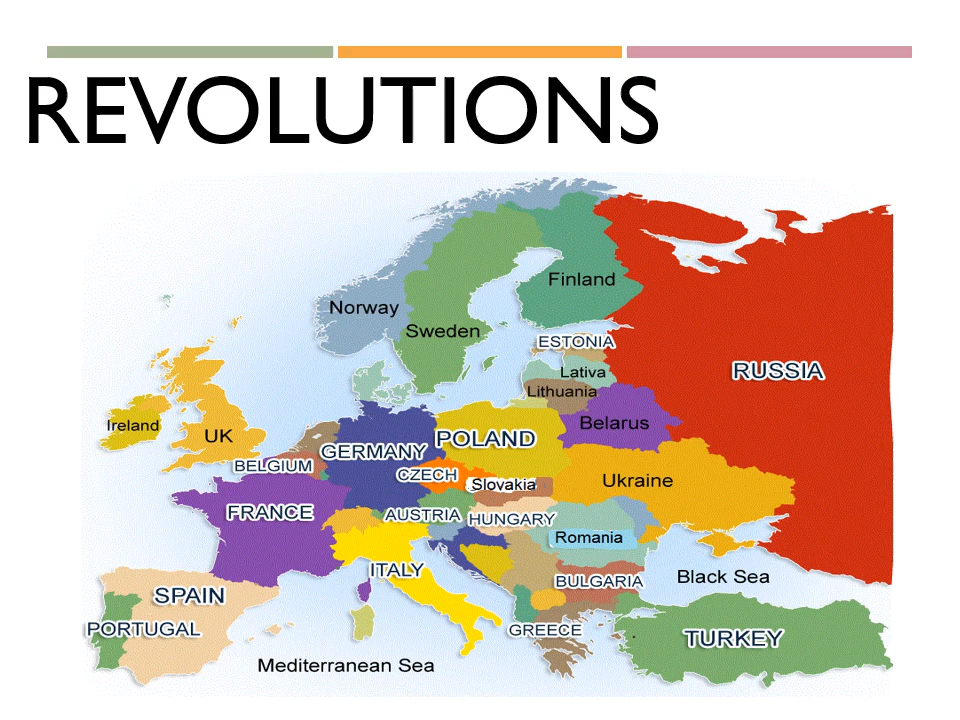 REVOLUTIONS
Norway
Finland
Sweden
ESTONIA
RUSSIA
Lativa
Lithuania
Ireland
UK
Belarus
GERMANY
POLAND
BELGIUM
CZECH
Slovakia
Ukraine
FRANCE
AUSTRIA
HUNGARY
Romania
ITALY
BULGARIA
Black Sea
SPAIN
PORTUGAL
GREECE
TURKEY
Mediterranean Sea